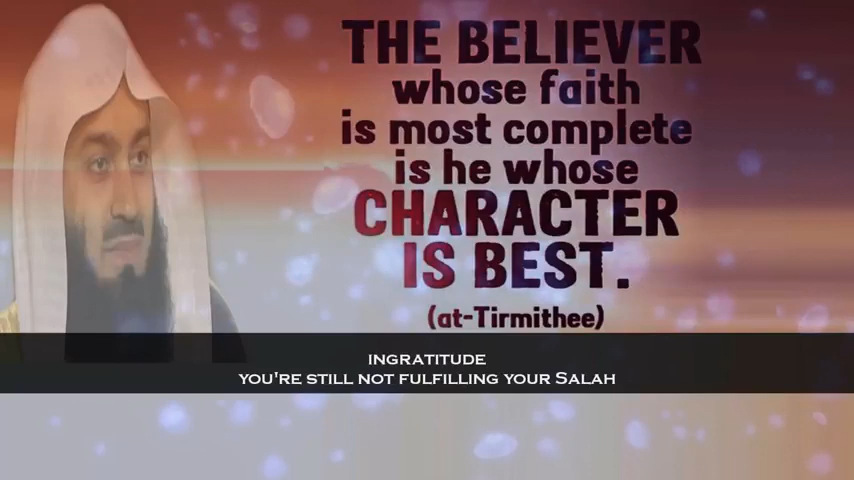 THE BELIEVER
whose faith
is most complete
is he whose
CHARACTER
IS BEST.
(at-Tirmithee)
INGRATITUDE
YOU'RE STILL NOT FULFILLING YOUR SALAH